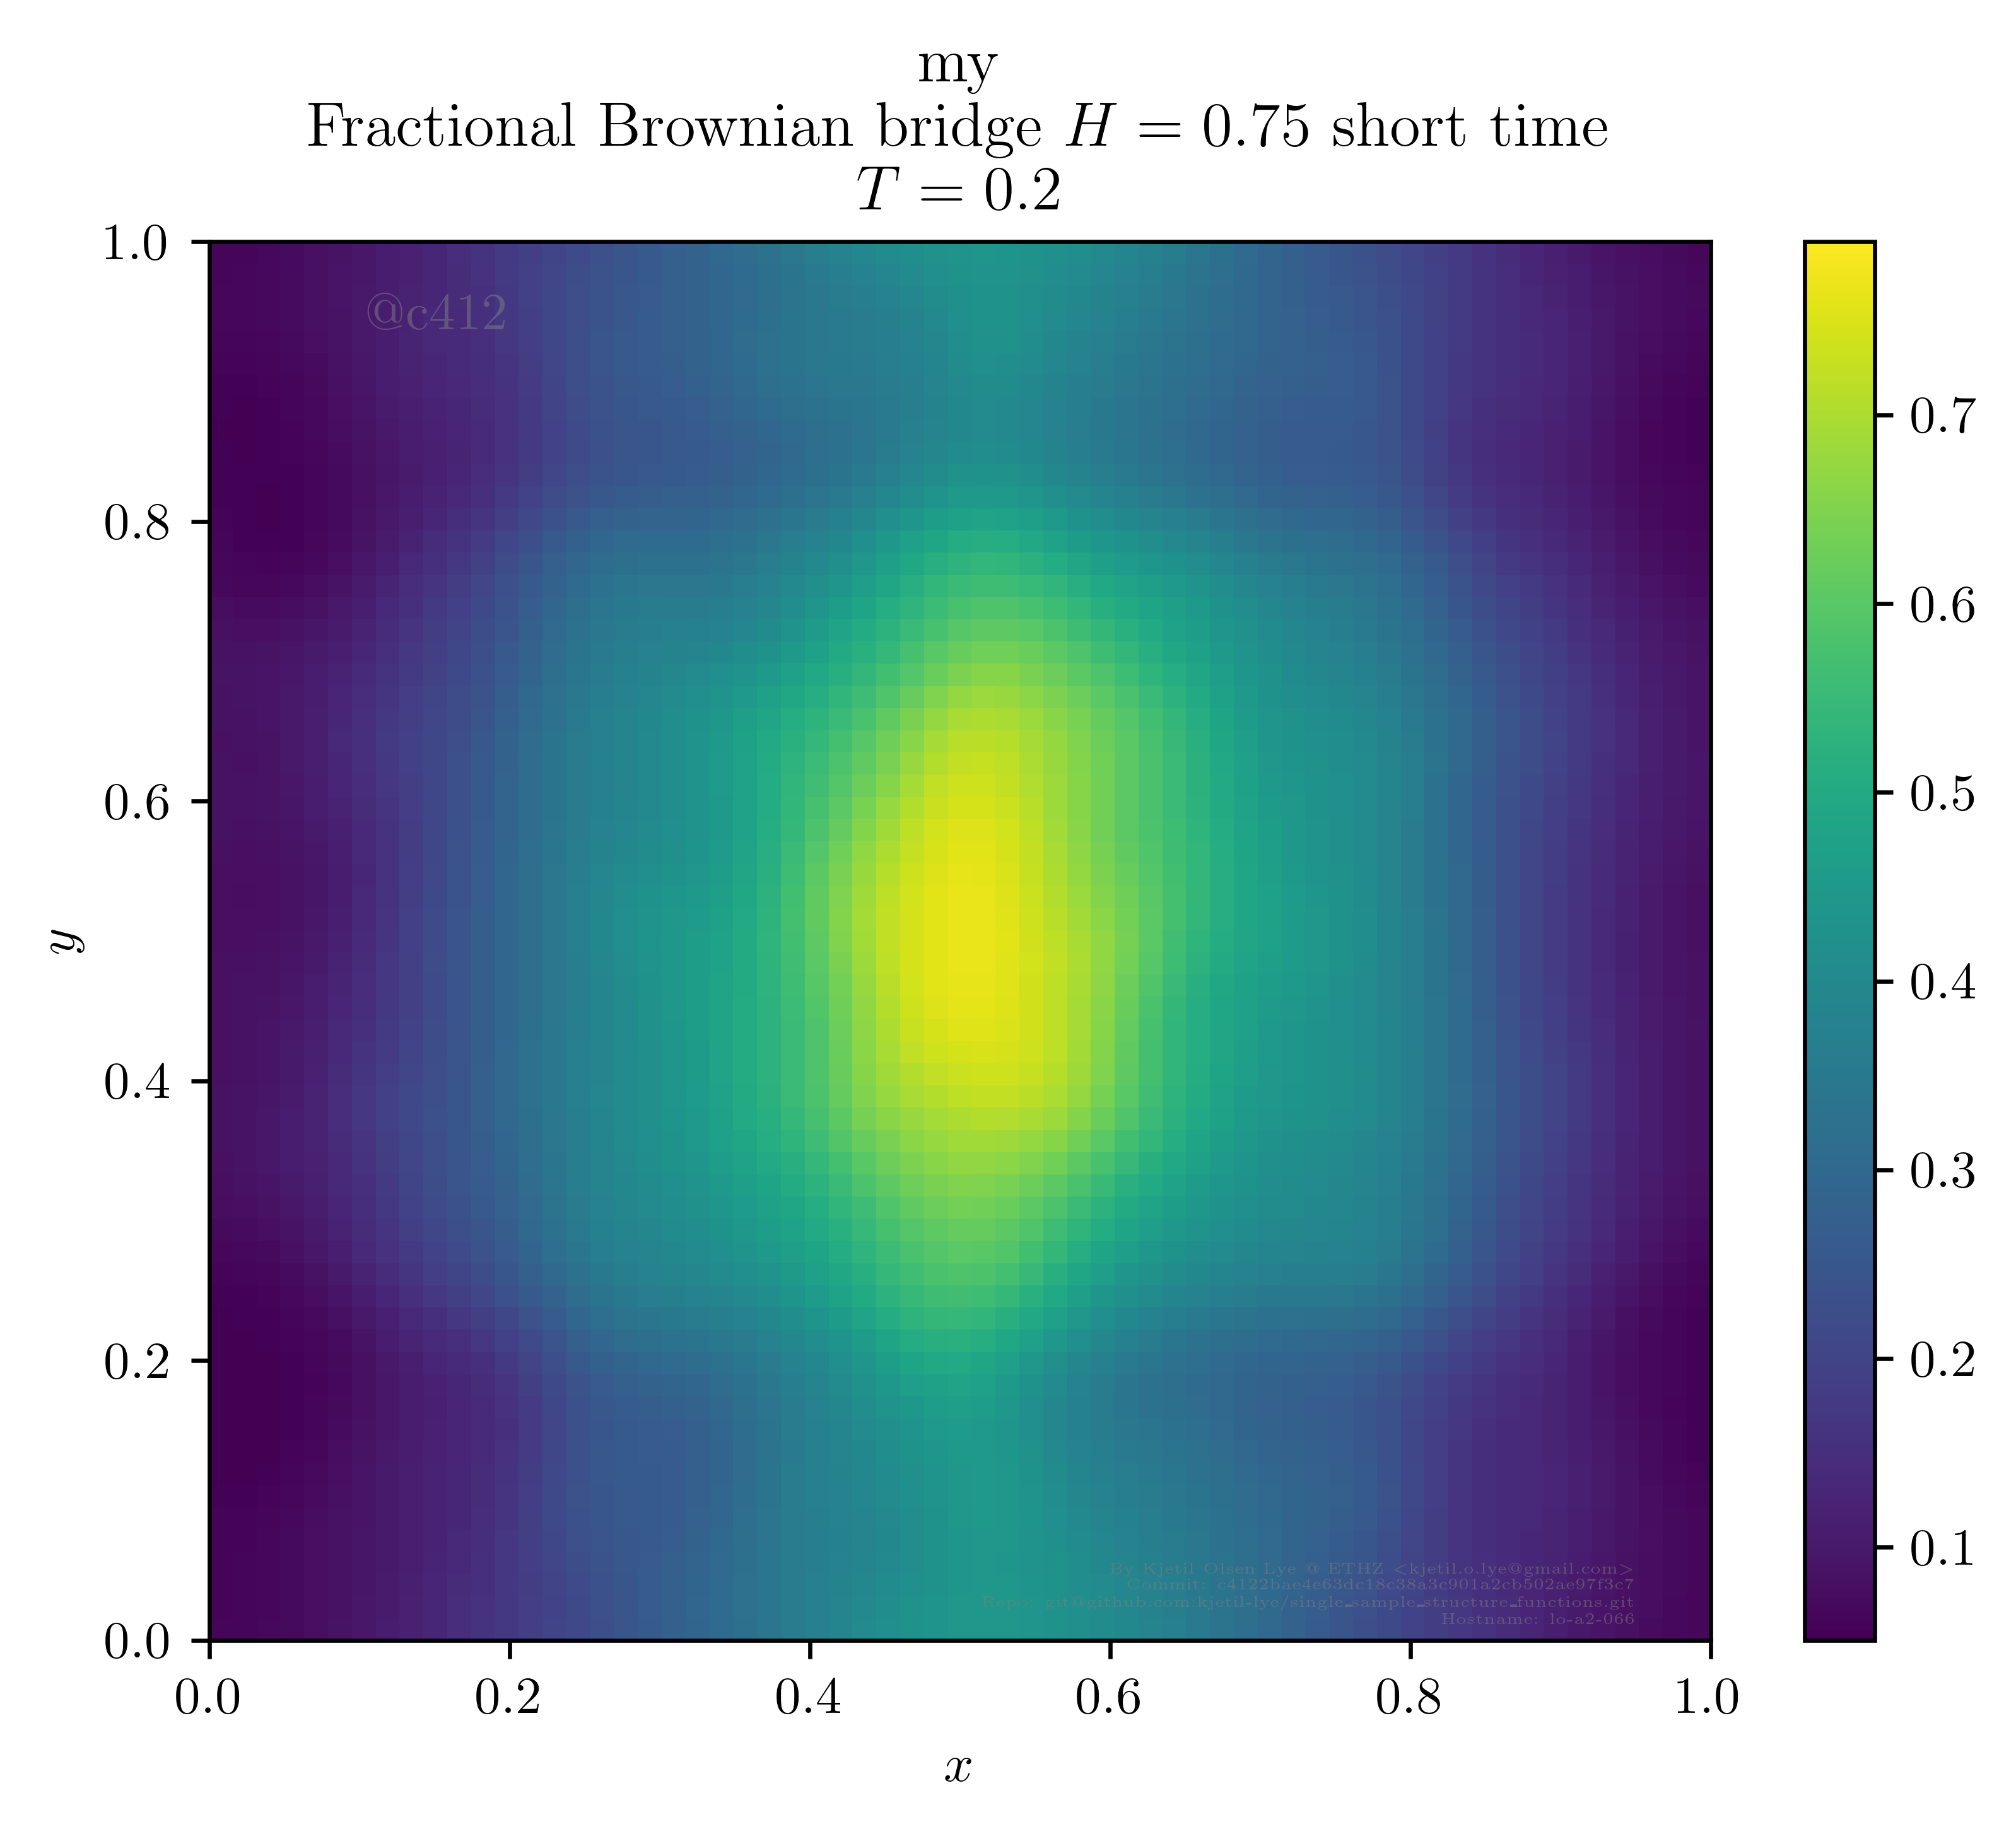 my
Fractional Brownian bridge H = 0.75 short time
T = 0.2
1.0
0.8
0.6
0.4
0.2
0.0
y
0.0 0.2 0.4 0.6 0.8 1.0
x
0.7
0.6
0.5
0.4
0.3
0.2
0.1
@c412
By Kjetil Olsen Lye @ ETHZ <kjetil.o.lye@gmail.com>
Commit: c4122bae4e63dc18c38a3c901a2cb502ae97f3c7
Repo: git@github.com:kjetil-lye/single_sample_structure_functions.git
Hostname: lo-a2-066